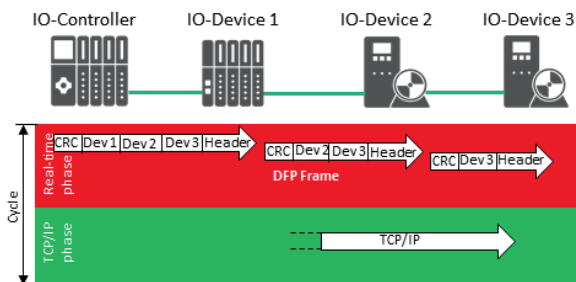 IO-Controller IO-Device 1 IO-Device 2 IO-Device 3
Cycle
Real-time
phase
CRC Dev 1 Dev 2 Dev 3 Header
CRC Dev 2 Dev 3 Header
CRC Dev 3 Header
DFP Frame
TCP/IP
phase
TCP/IP